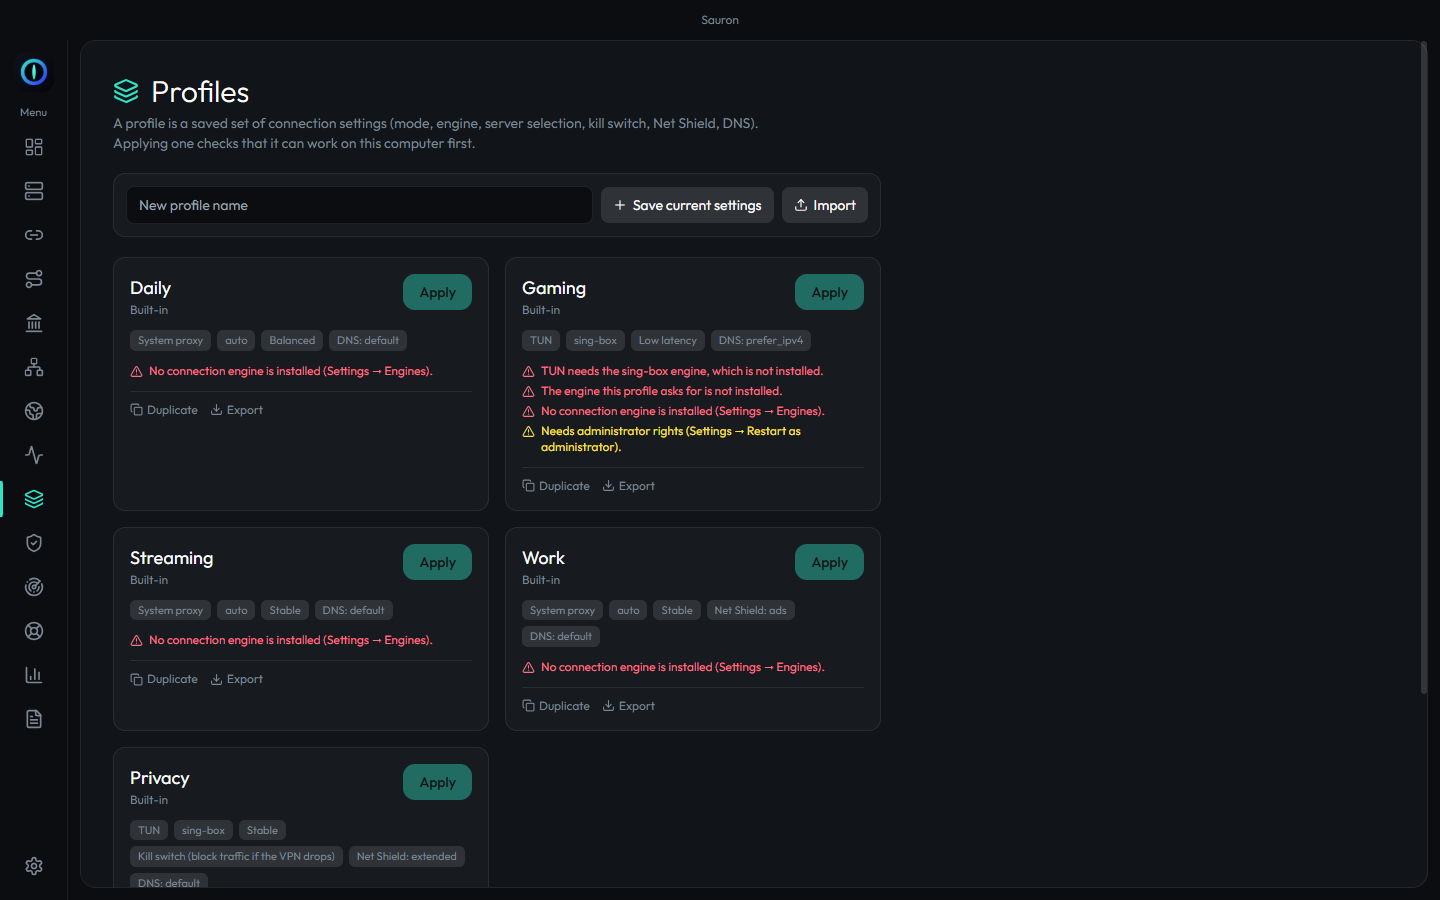 Sauron
Menu
Profiles
A profile is a saved set of connection settings (mode, engine, server selection, kill switch, Net Shield, DNS).
Applying one checks that it can work on this computer first.
New profile name
Save current settings
Import
Daily
Apply
Built-in
System proxy
auto
Balanced
DNS: default
No connection engine is installed (Settings → Engines).
Duplicate
Export
Gaming
Apply
Built-in
TUN
sing-box
Low latency
DNS: prefer_ipv4
TUN needs the sing-box engine, which is not installed.
The engine this profile asks for is not installed.
No connection engine is installed (Settings → Engines).
Needs administrator rights (Settings → Restart as
administrator).
Duplicate
Export
Streaming
Apply
Built-in
System proxy
auto
Stable
DNS: default
No connection engine is installed (Settings → Engines).
Duplicate
Export
Work
Apply
Built-in
System proxy
auto
Stable
Net Shield: ads
DNS: default
No connection engine is installed (Settings → Engines).
Duplicate
Export
Privacy
Apply
Built-in
TUN
sing-box
Stable
Kill switch (block traffic if the VPN drops)
Net Shield: extended
DNS: default